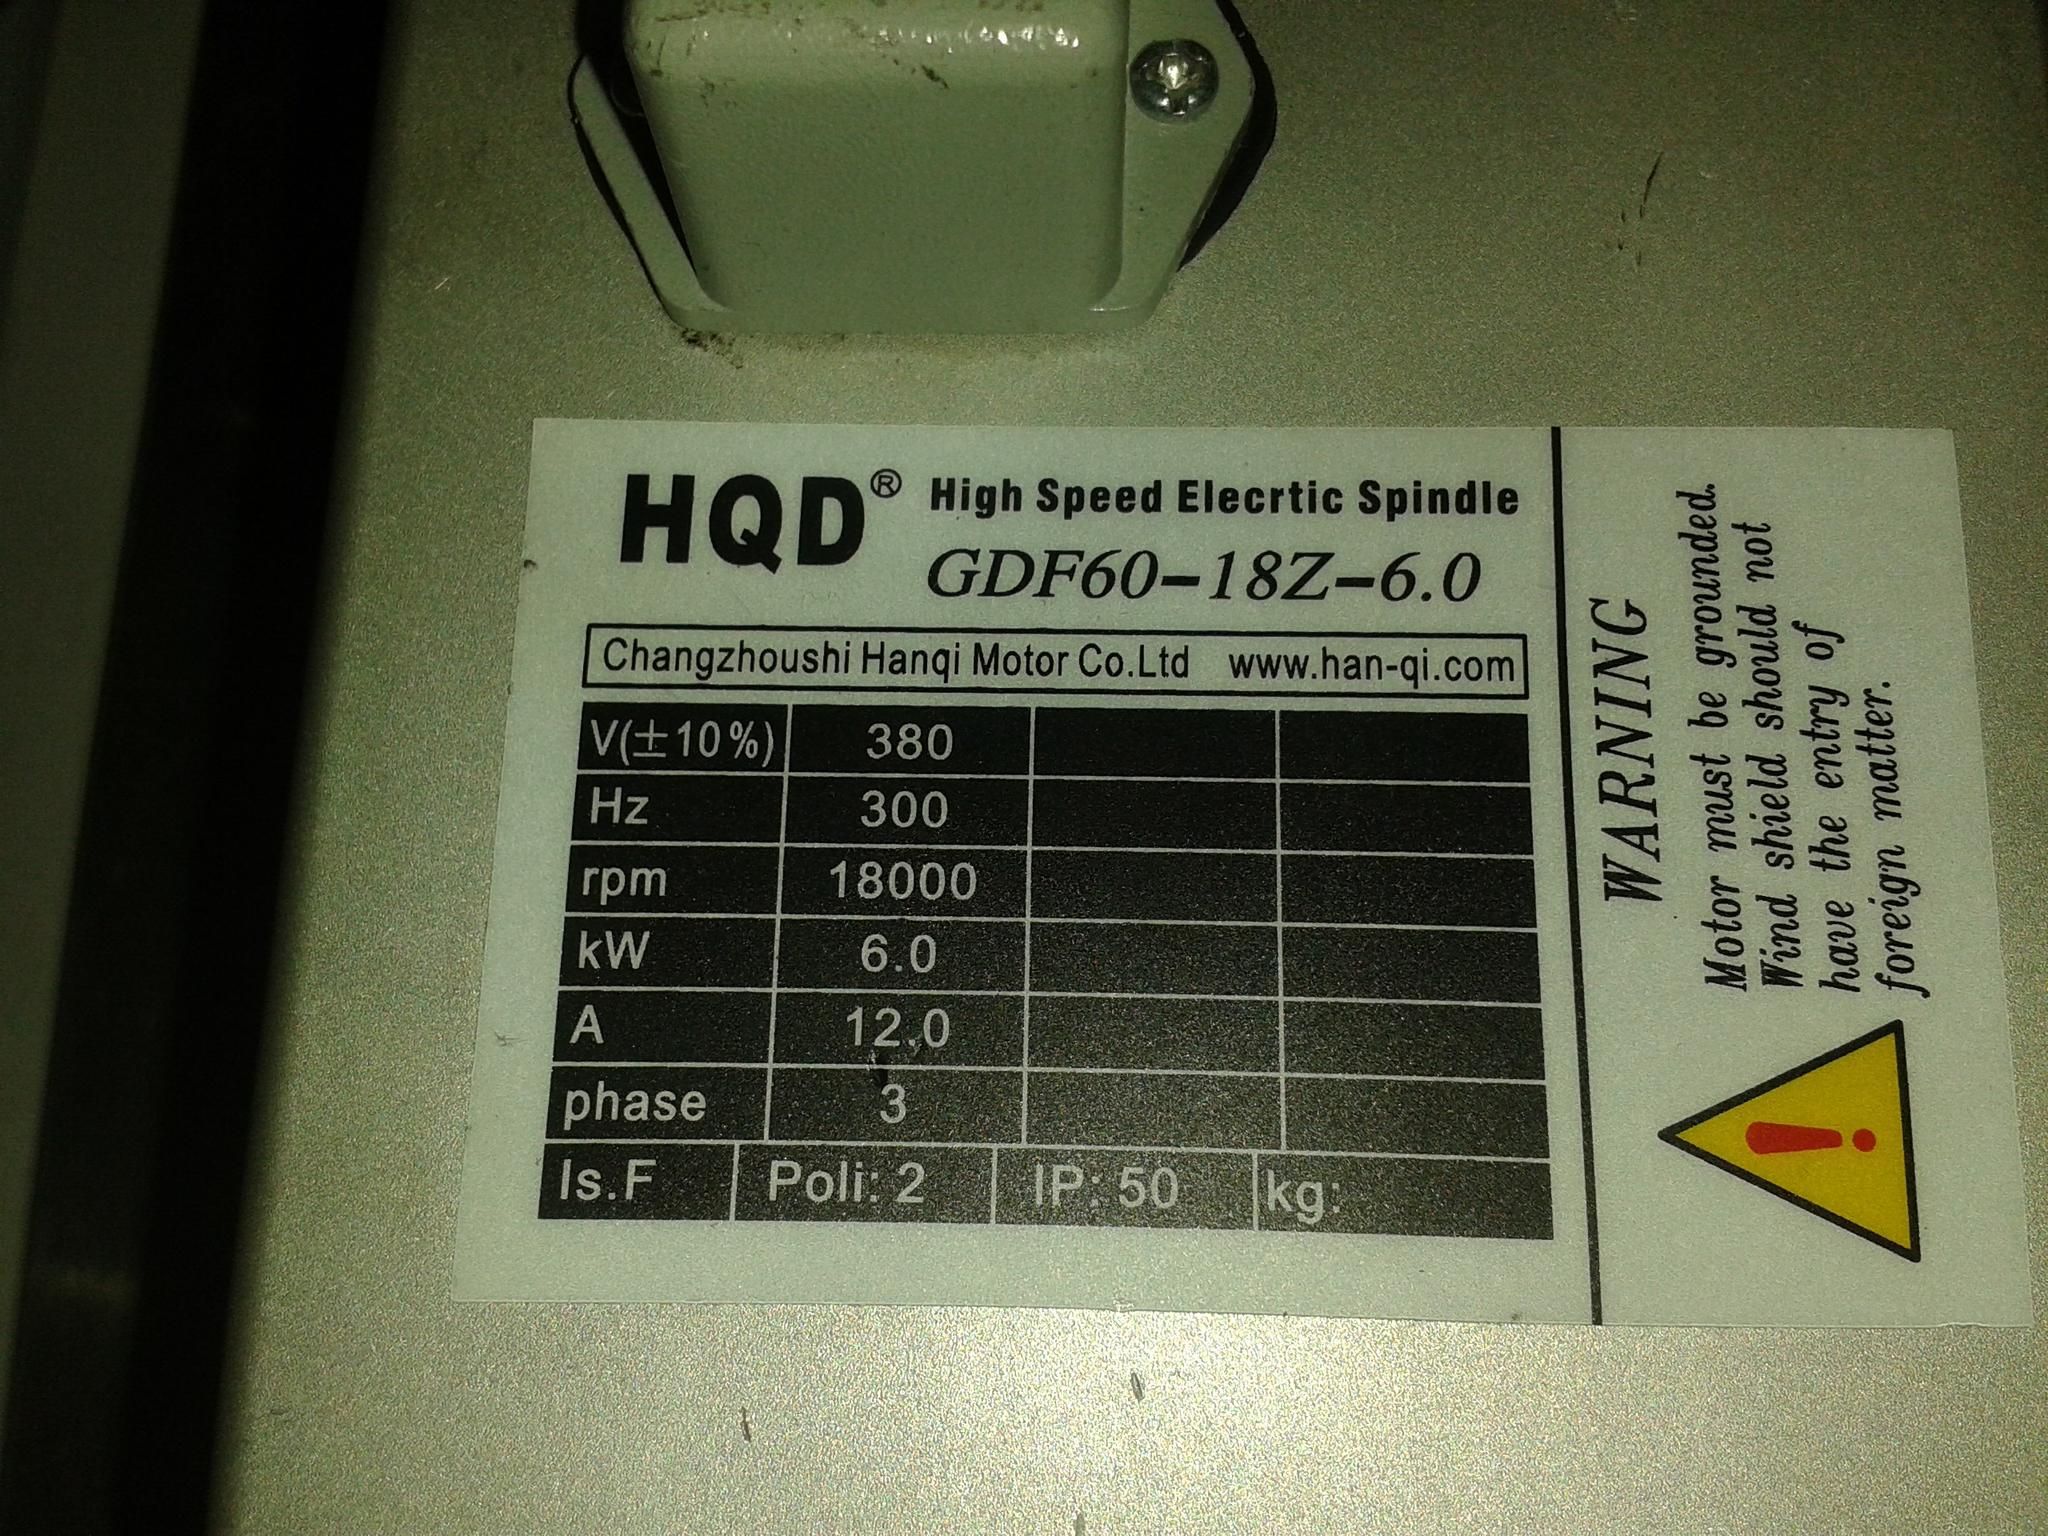 HQD® High Speed Elecrtic Spindle
GDF60-18Z-6.0
Changzhoushi Hanqi Motor Co.Ltd www.han-qi.com
V(±10%) 380
Hz 300
rpm 18000
kW 6.0
A 12.0
phase 3
Is.F Poli: 2 IP: 50 kg:
WARNING
Motor must be grounded.
Wind shield should not
have the entry of
foreign matter.